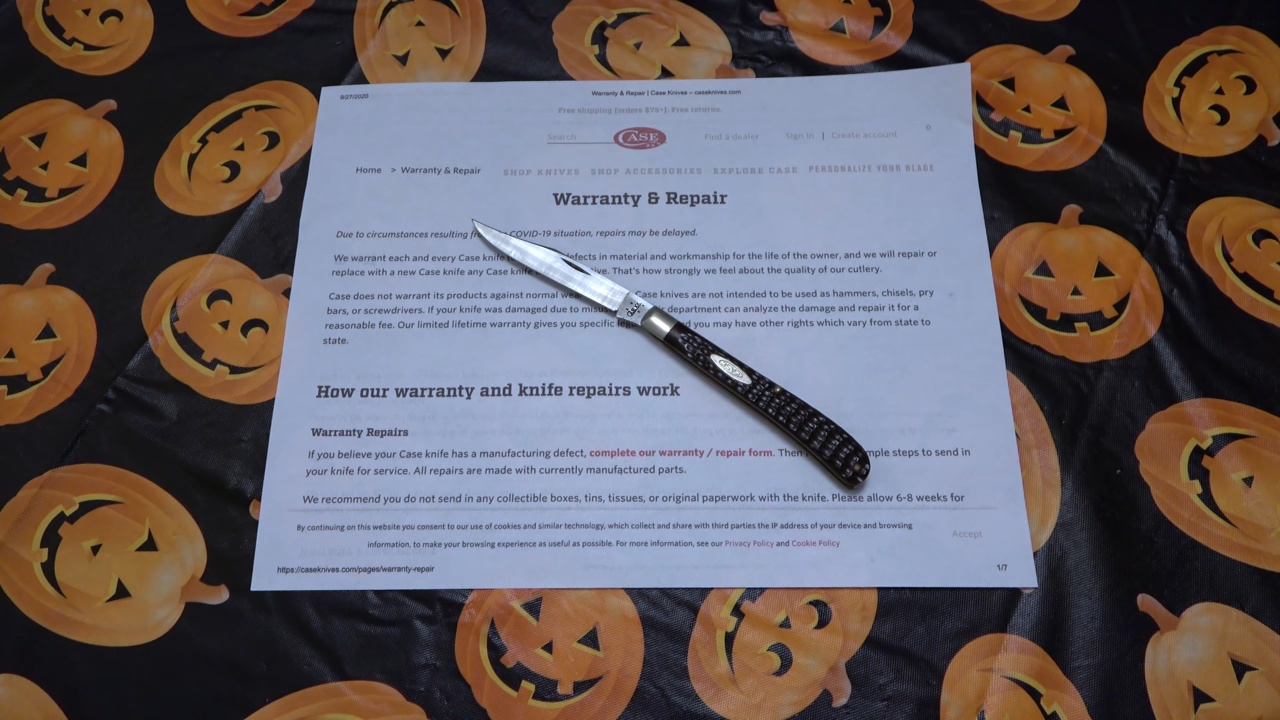 9/27/2020 Warranty & Repair | Case Knives – caseknives.com
Free shipping (orders $75+). Free returns.
Search CASE XX Find a dealer Sign in | Create account 0
Home > Warranty & Repair SHOP KNIVES SHOP ACCESSORIES EXPLORE CASE PERSONALIZE YOUR BLADE
Warranty & Repair
Due to circumstances resulting COVID-19 situation, repairs may be delayed.
We warrant each and every Case knife defects in material and workmanship for the life of the owner, and we will repair or
replace with a new Case knife any Case knife That's how strongly we feel about the quality of our cutlery.
Case does not warrant its products against normal Case knives are not intended to be used as hammers, chisels, pry
bars, or screwdrivers. If your knife was damaged due to department can analyze the damage and repair it for a
reasonable fee. Our limited lifetime warranty gives you specific you may have other rights which vary from state to
state.
How our warranty and knife repairs work
Warranty Repairs
If you believe your Case knife has a manufacturing defect, complete our warranty / repair form. Then steps to send in
your knife for service. All repairs are made with currently manufactured parts.
We recommend you do not send in any collectible boxes, tins, tissues, or original paperwork with the knife. Please allow 6-8 weeks for
By continuing on this website you consent to our use of cookies and similar technology, which collect and share with third parties the IP address of your device and browsing
information, to make your browsing experience as useful as possible. For more information, see our Privacy Policy and Cookie Policy
Accept
https://caseknives.com/pages/warranty-repair 1/7
CASE